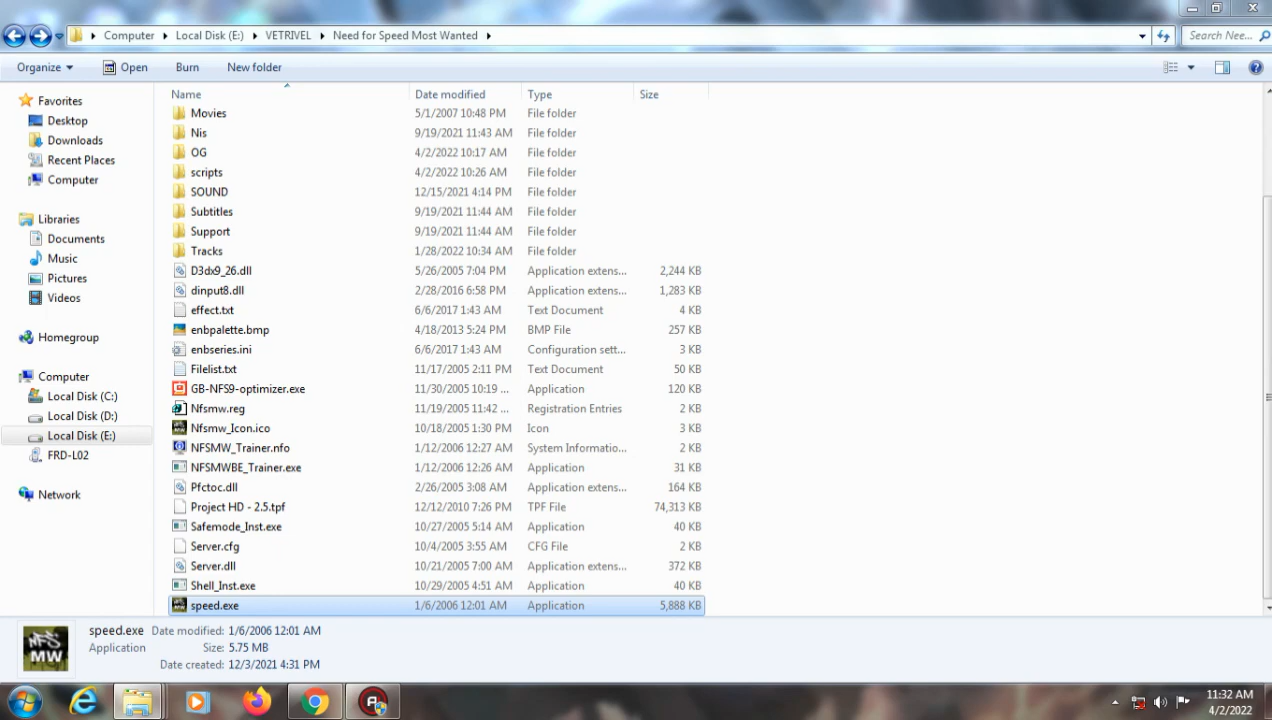 Computer Local Disk (E:) VETRIVEL Need for Speed Most Wanted Search Nee...
Organize Open Burn New folder
Favorites
Desktop
Downloads
Recent Places
Computer
Libraries
Documents
Music
Pictures
Videos
Homegroup
Computer
Local Disk (C:)
Local Disk (D:)
Local Disk (E:)
FRD-L02
Network
Name Date modified Type Size
Movies 5/1/2007 10:48 PM File folder
Nis 9/19/2021 11:43 AM File folder
OG 4/2/2022 10:17 AM File folder
scripts 4/2/2022 10:26 AM File folder
SOUND 12/15/2021 4:14 PM File folder
Subtitles 9/19/2021 11:44 AM File folder
Support 9/19/2021 11:44 AM File folder
Tracks 1/28/2022 10:34 AM File folder
D3dx9_26.dll 5/26/2005 7:04 PM Application extens... 2,244 KB
dinput8.dll 2/28/2016 6:58 PM Application extens... 1,283 KB
effect.txt 6/6/2017 1:43 AM Text Document 4 KB
enbpalette.bmp 4/18/2013 5:24 PM BMP File 257 KB
enbseries.ini 6/6/2017 1:43 AM Configuration sett... 3 KB
Filelist.txt 11/17/2005 2:11 PM Text Document 50 KB
GB-NFS9-optimizer.exe 11/30/2005 10:19 ... Application 120 KB
Nfsmw.reg 11/19/2005 11:42 ... Registration Entries 2 KB
Nfsmw_Icon.ico 10/18/2005 1:30 PM Icon 3 KB
NFSMW_Trainer.nfo 1/12/2006 12:27 AM System Informatio... 2 KB
NFSMWBE_Trainer.exe 1/12/2006 12:26 AM Application 31 KB
Pfctoc.dll 2/26/2005 3:08 AM Application extens... 164 KB
Project HD - 2.5.tpf 12/12/2010 7:26 PM TPF File 74,313 KB
Safemode_Inst.exe 10/27/2005 5:14 AM Application 40 KB
Server.cfg 10/4/2005 3:55 AM CFG File 2 KB
Server.dll 10/21/2005 7:00 AM Application extens... 372 KB
Shell_Inst.exe 10/29/2005 4:51 AM Application 40 KB
speed.exe 1/6/2006 12:01 AM Application 5,888 KB
NFS
MW
speed.exe Date modified: 1/6/2006 12:01 AM
Application Size: 5.75 MB
Date created: 12/3/2021 4:31 PM
11:32 AM
4/2/2022